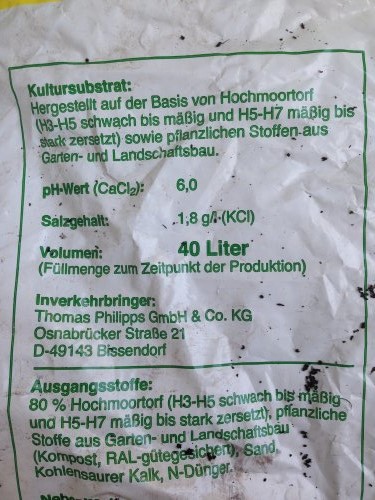 Kultursubstrat:
Hergestellt auf der Basis von Hochmoortorf
(H3-H5 schwach bis mäßig und H5-H7 mäßig bis
stark zersetzt) sowie pflanzlichen Stoffen aus
Garten- und Landschaftsbau.
pH-Wert (CaCl₂): 6,0
Salzgehalt: 1,8 g/l (KCl)
Volumen: 40 Liter
(Füllmenge zum Zeitpunkt der Produktion)
Inverkehrbringer:
Thomas Philipps GmbH & Co. KG
Osnabrücker Straße 21
D-49143 Bissendorf
Ausgangsstoffe:
80 % Hochmoortorf (H3-H5 schwach bis mäßig
und H5-H7 mäßig bis stark zersetzt), pflanzliche
Stoffe aus Garten- und Landschaftsbau
(Kompost, RAL-gütegesichert), Sand,
Kohlensaurer Kalk, N-Dünger.